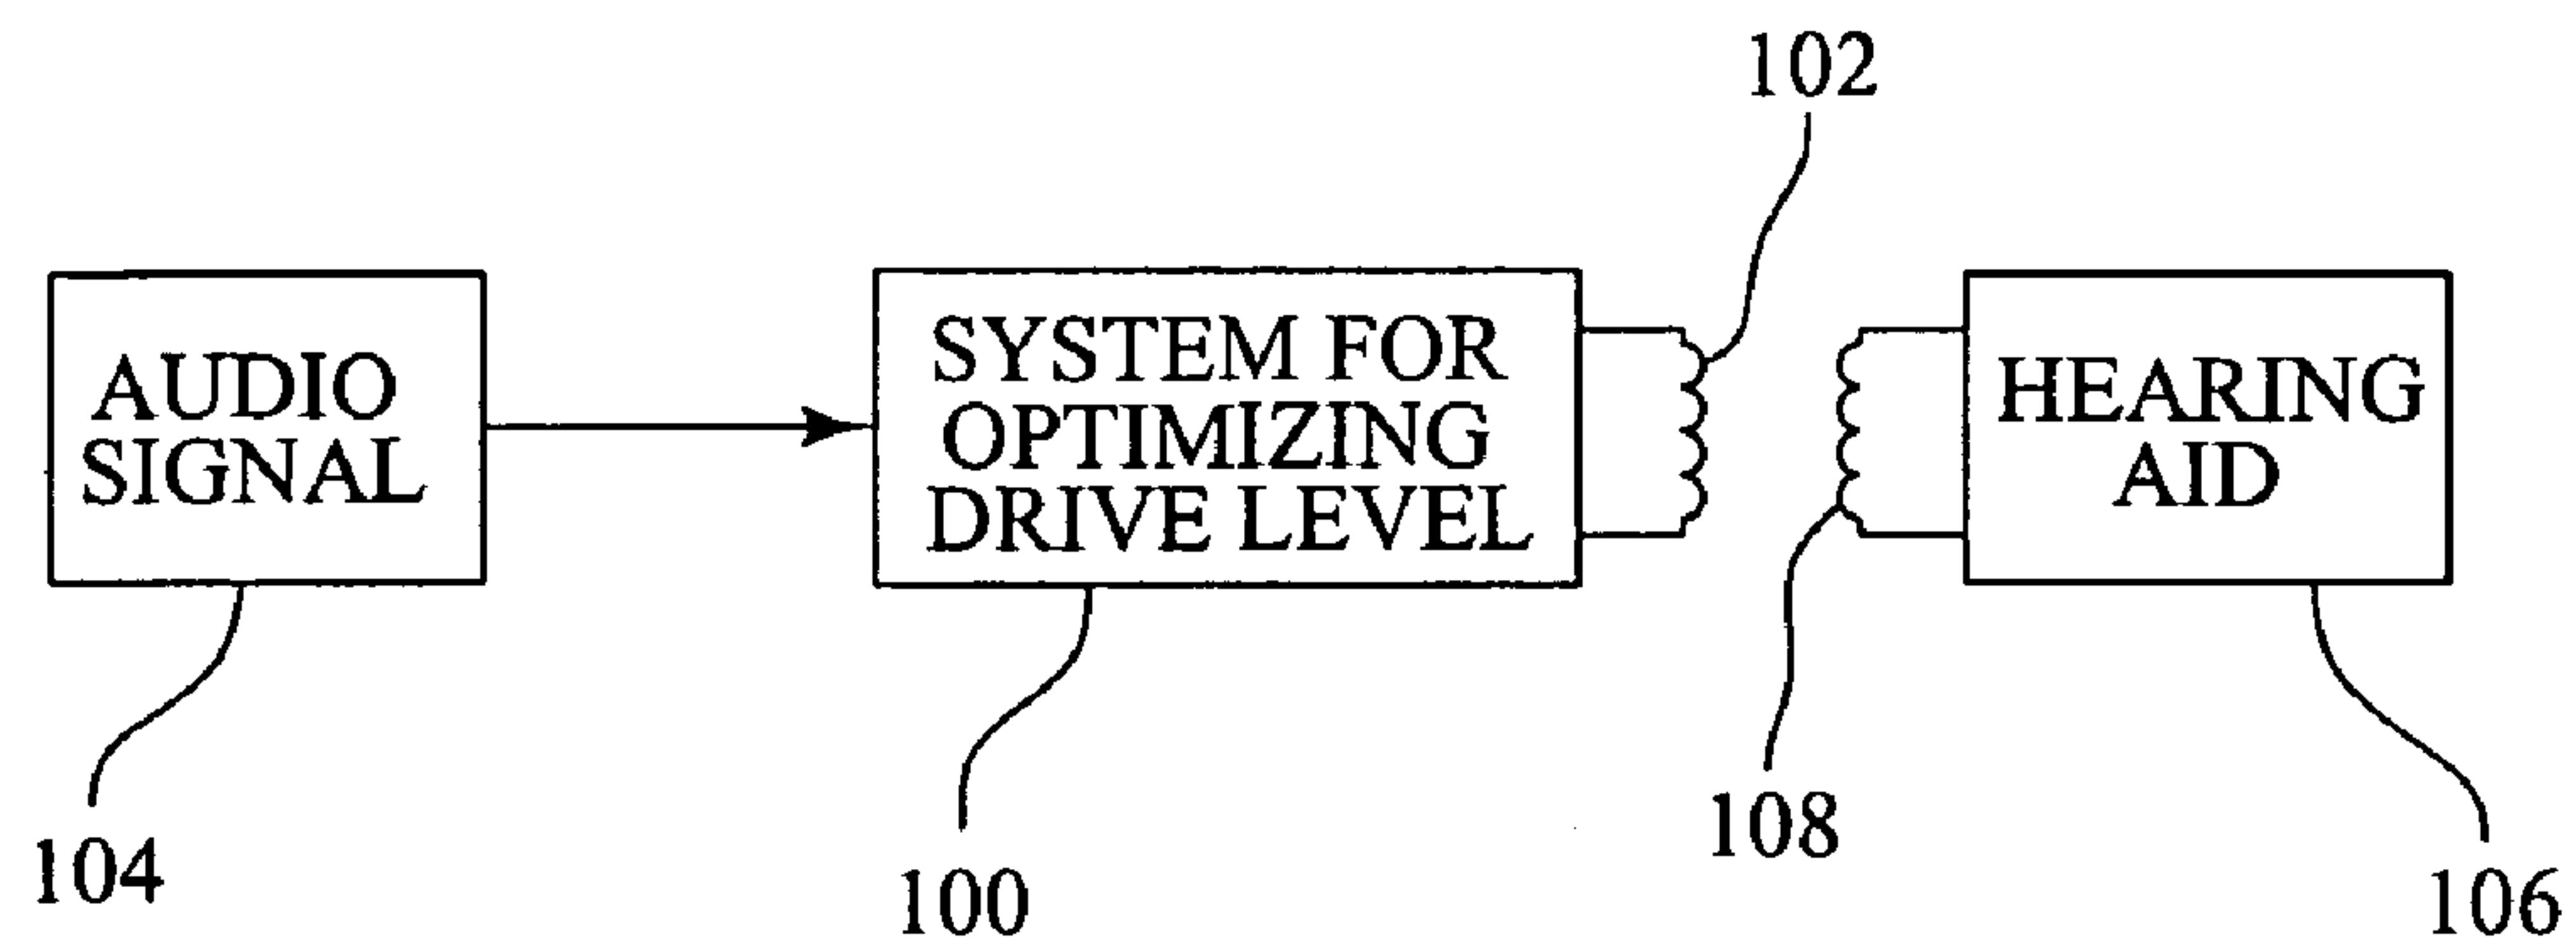 102
AUDIO
SIGNAL
SYSTEM FOR
OPTIMIZING
DRIVE LEVEL
HEARING
AID
104
100
108
106